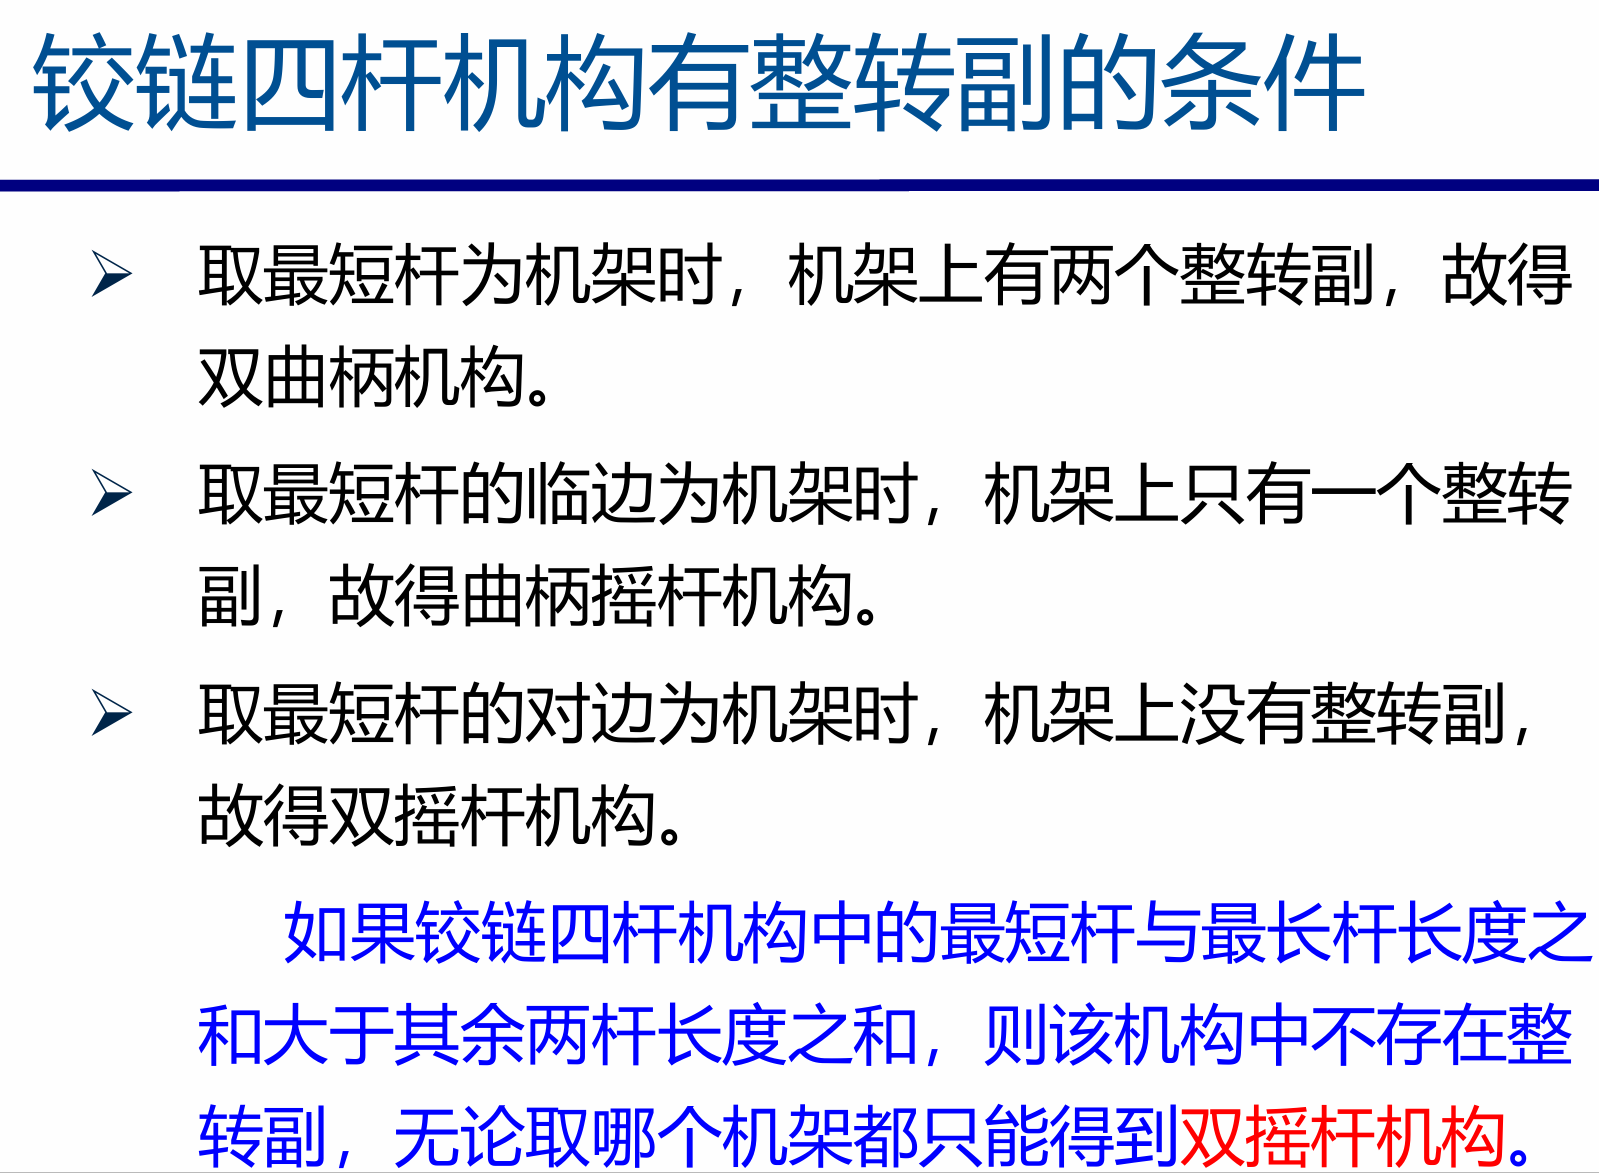 铰链四杆机构有整转副的条件
取最短杆为机架时，机架上有两个整转副，故得
双曲柄机构。
取最短杆的临边为机架时，机架上只有一个整转
副，故得曲柄摇杆机构。
取最短杆的对边为机架时，机架上没有整转副，
故得双摇杆机构。
如果铰链四杆机构中的最短杆与最长杆长度之
和大于其余两杆长度之和，则该机构中不存在整
转副，无论取哪个机架都只能得到双摇杆机构。